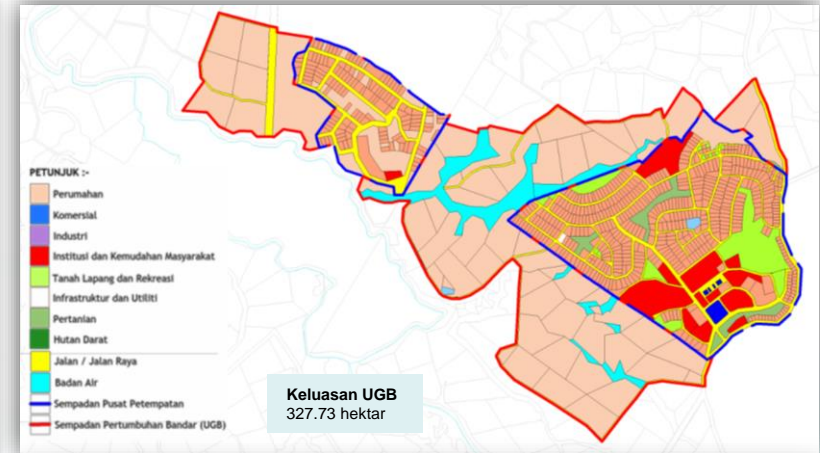 PETUNJUK :-
Perumahan
Komersial
Industri
Institusi dan Kemudahan Masyarakat
Tanah Lapang dan Rekreasi
Infrastruktur dan Utiliti
Pertanian
Hutan Darat
Jalan / Jalan Raya
Badan Air
Sempadan Pusat Petempatan
Sempadan Pertumbuhan Bandar (UGB)
Keluasan UGB
327.73 hektar